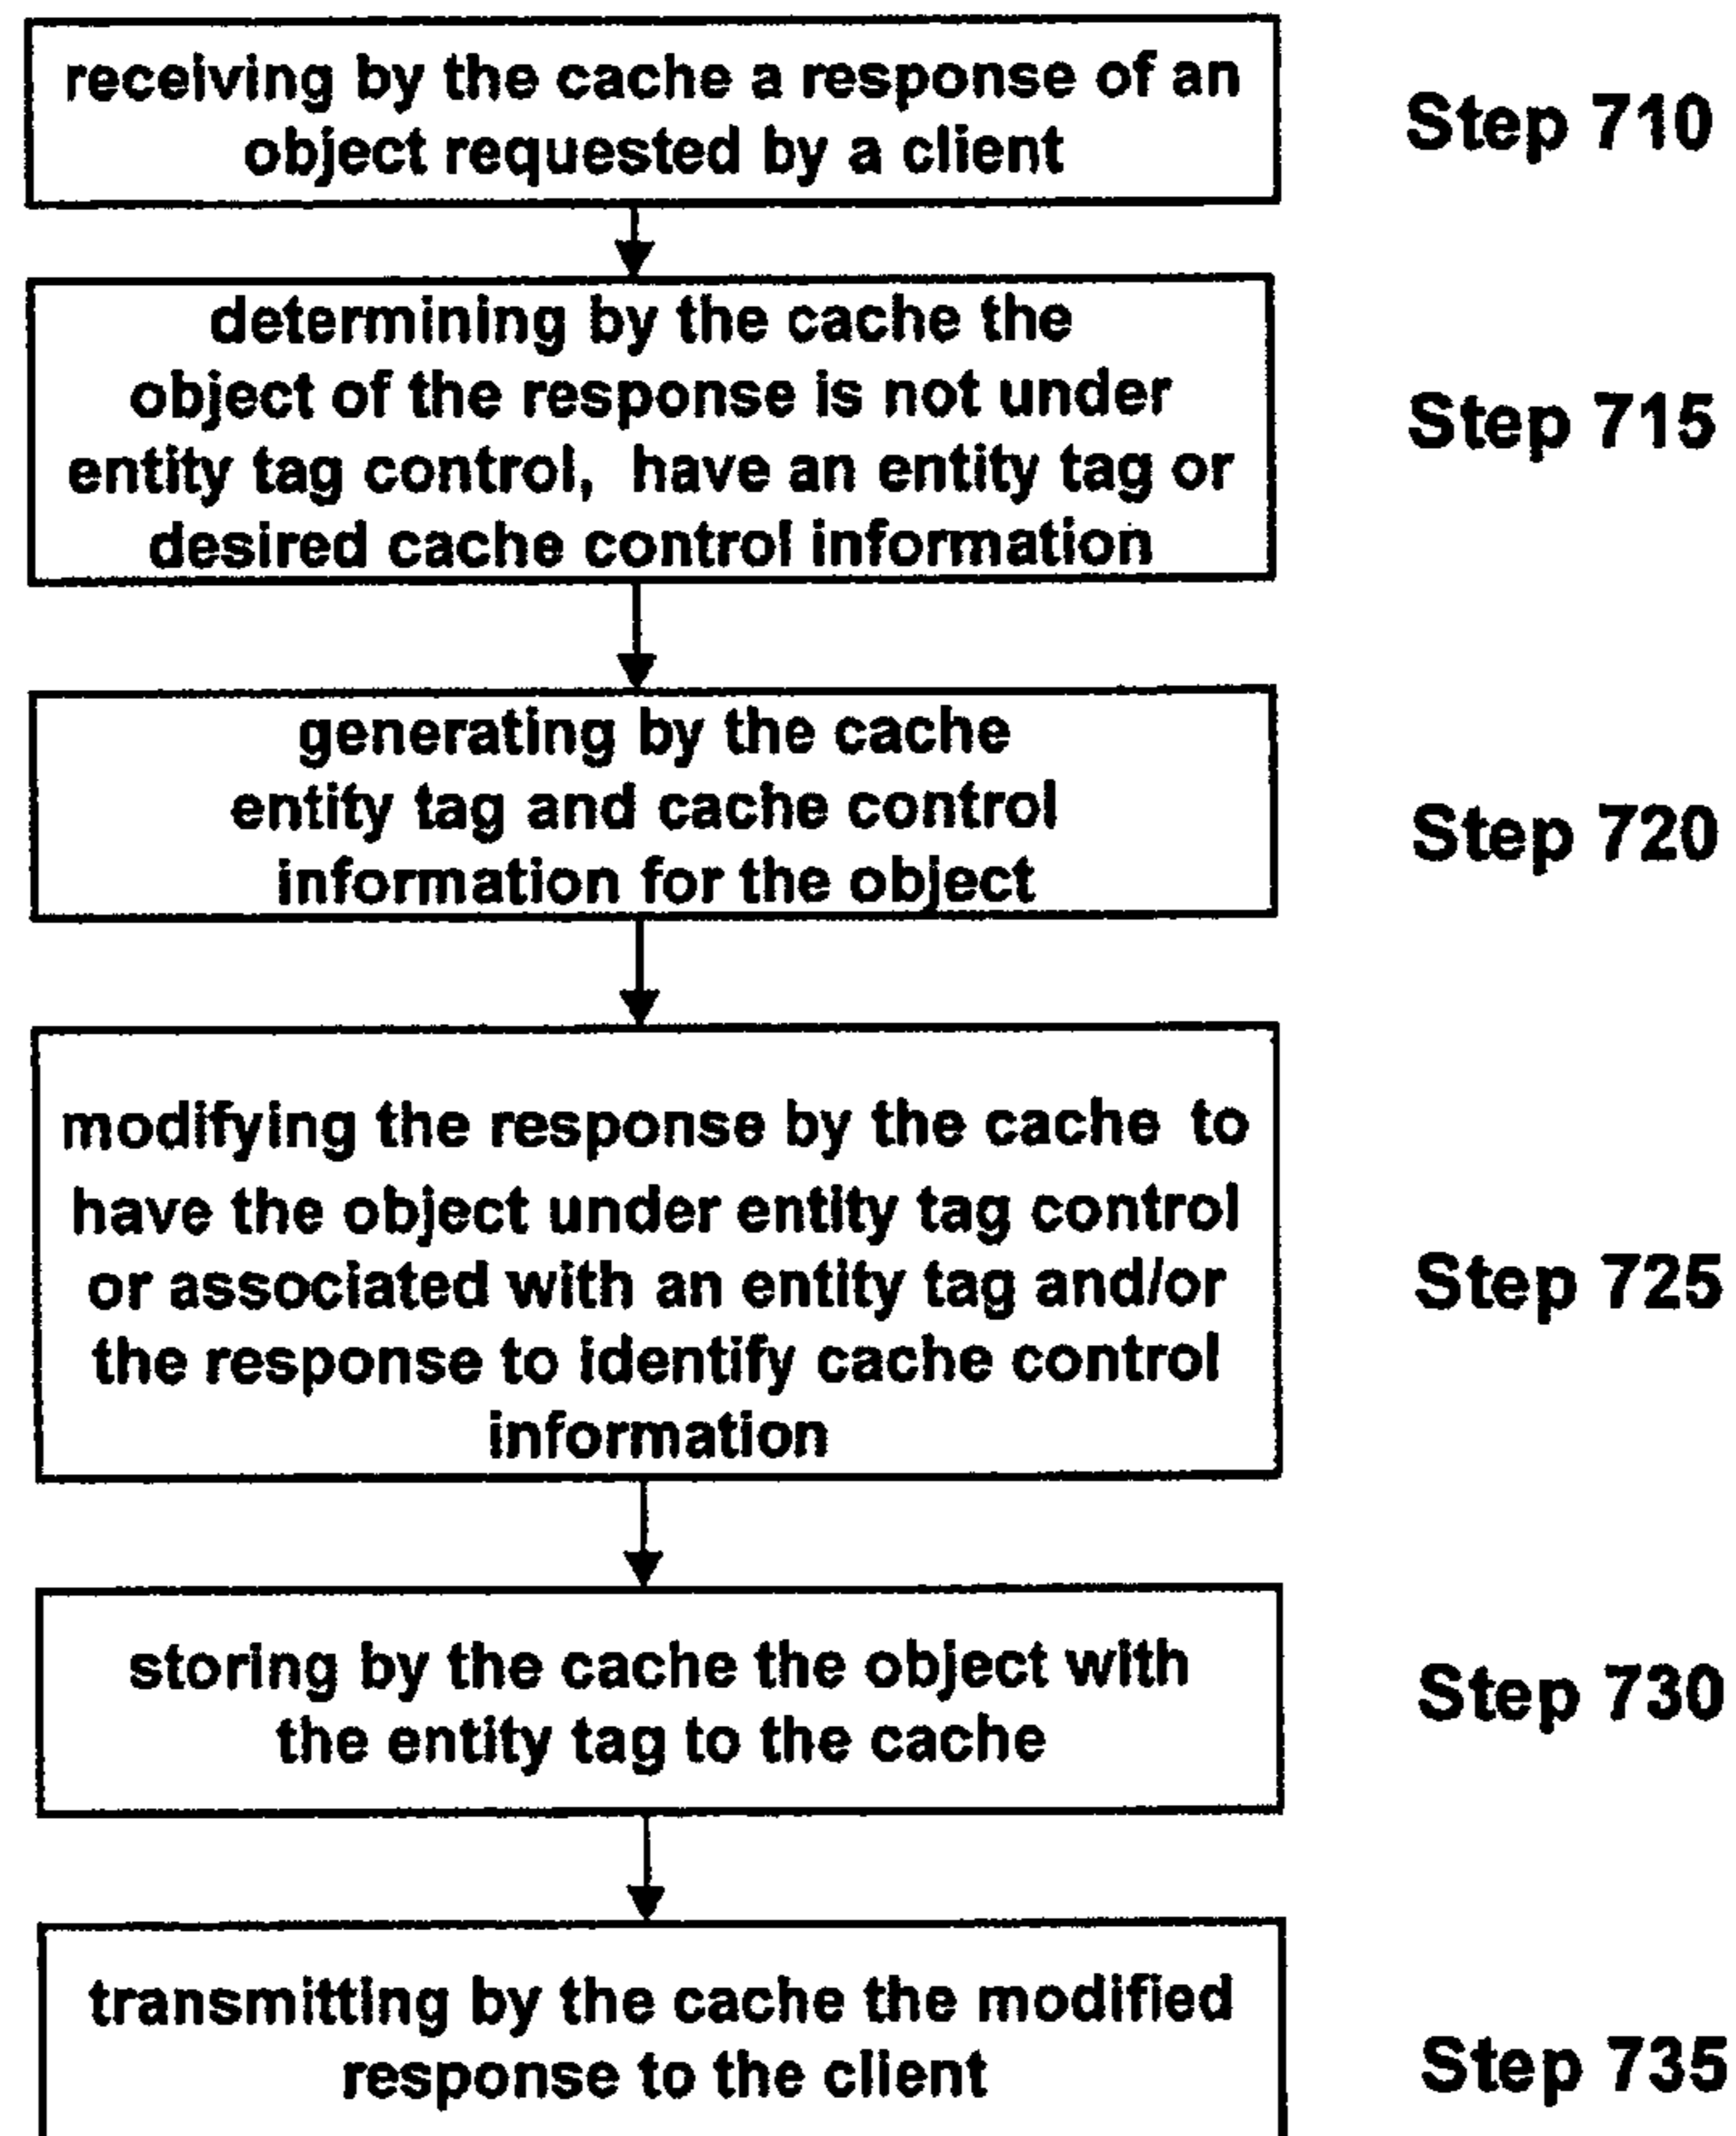 receiving by the cache a response of an
object requested by a client
Step 710
determining by the cache the
object of the response is not under
entity tag control, have an entity tag or
desired cache control information
Step 715
generating by the cache
entity tag and cache control
information for the object
Step 720
modifying the response by the cache to
have the object under entity tag control
or associated with an entity tag and/or
the response to identify cache control
information
Step 725
storing by the cache the object with
the entity tag to the cache
Step 730
transmitting by the cache the modified
response to the client
Step 735